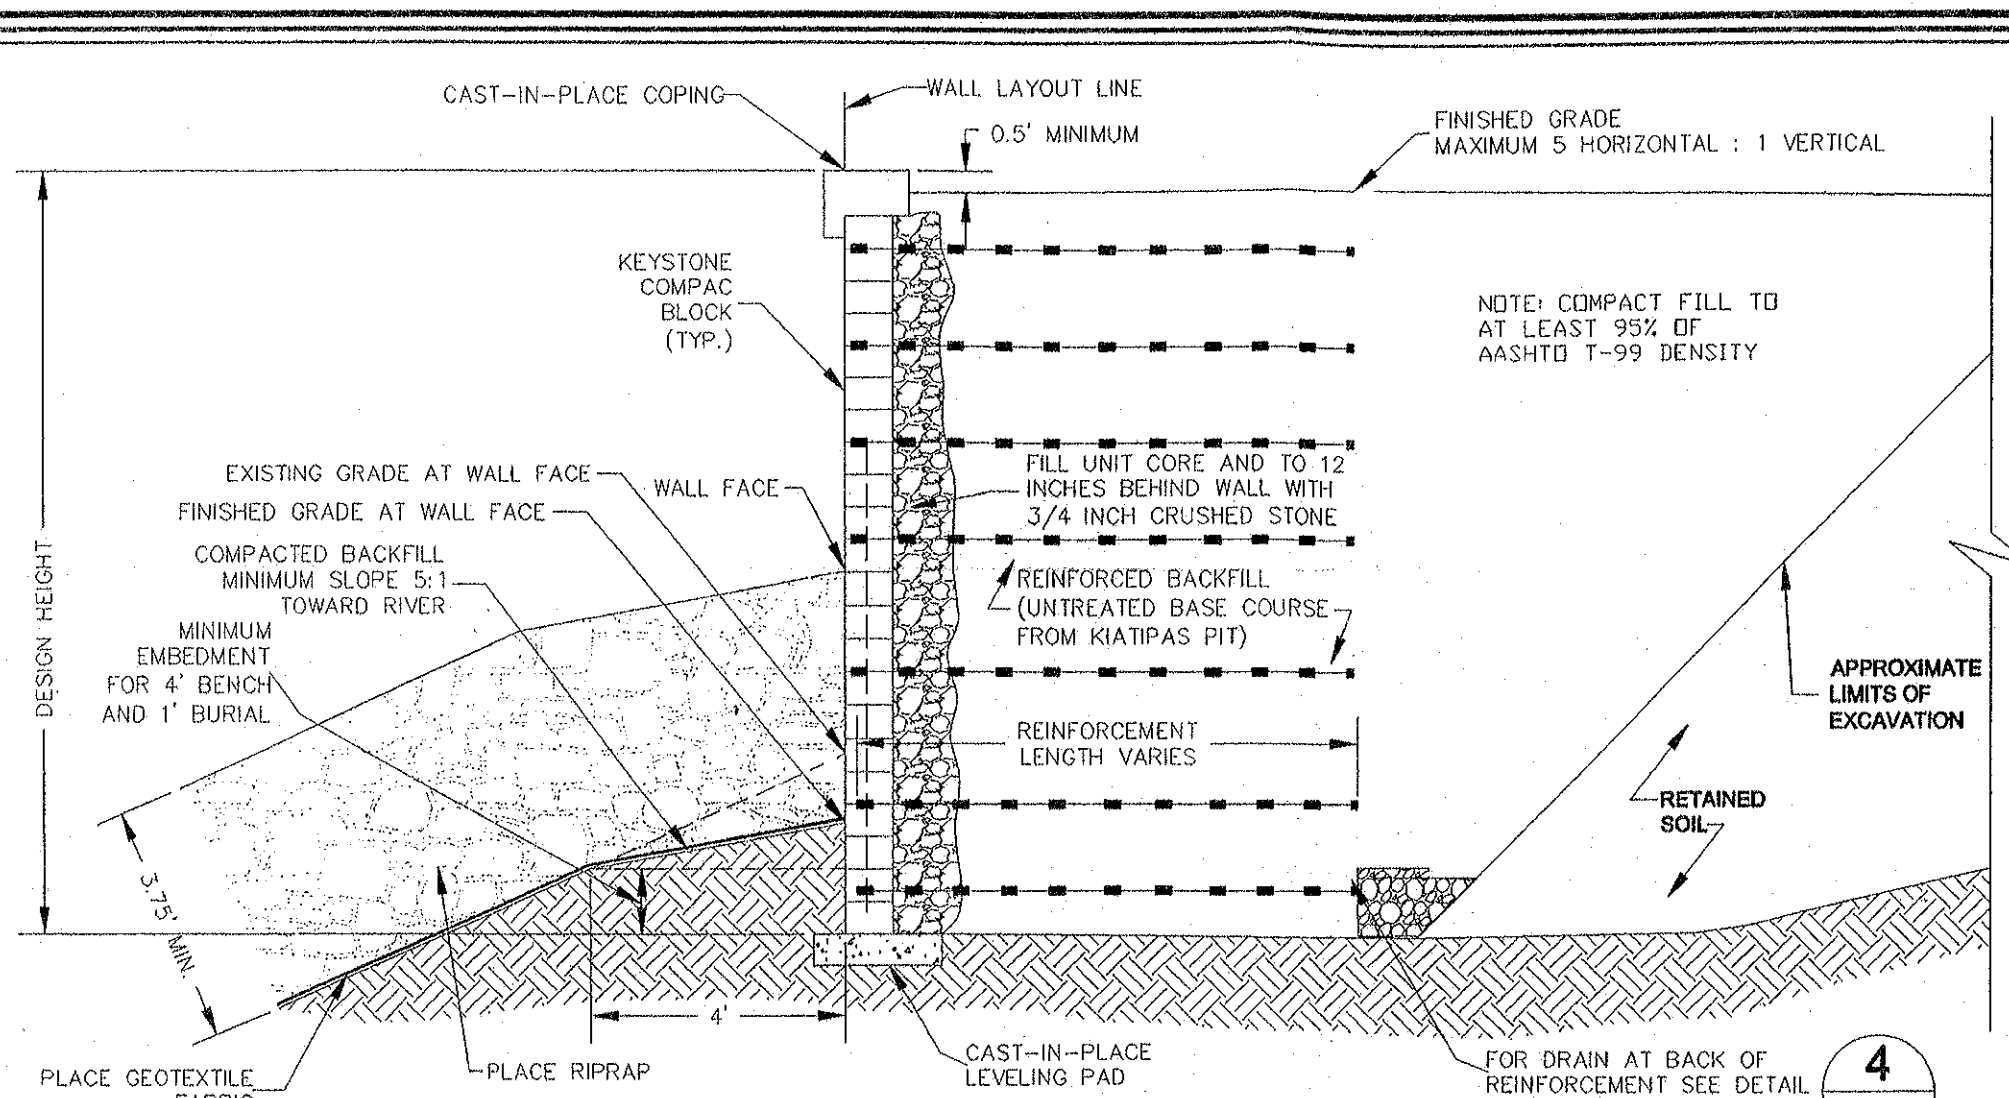 CAST-IN-PLACE COPING
WALL LAYOUT LINE
0.5' MINIMUM
FINISHED GRADE
MAXIMUM 5 HORIZONTAL : 1 VERTICAL
KEYSTONE
COMPAC
BLOCK
(TYP.)
NOTE: COMPACT FILL TO
AT LEAST 95% OF
AASHTO T-99 DENSITY
EXISTING GRADE AT WALL FACE
WALL FACE
FINISHED GRADE AT WALL FACE
FILL UNIT CORE AND TO 12
INCHES BEHIND WALL WITH
3/4 INCH CRUSHED STONE
COMPACTED BACKFILL
MINIMUM SLOPE 5:1
TOWARD RIVER
DESIGN HEIGHT
REINFORCED BACKFILL
(UNTREATED BASE COURSE
FROM KIATIPAS PIT)
MINIMUM
EMBEDMENT
FOR 4' BENCH
AND 1' BURIAL
APPROXIMATE
LIMITS OF
EXCAVATION
REINFORCEMENT
LENGTH VARIES
RETAINED
SOIL
3.75' MIN.
4'
PLACE RIPRAP
PLACE GEOTEXTILE
FABRIC
CAST-IN-PLACE
LEVELING PAD
FOR DRAIN AT BACK OF
REINFORCEMENT SEE DETAIL
4